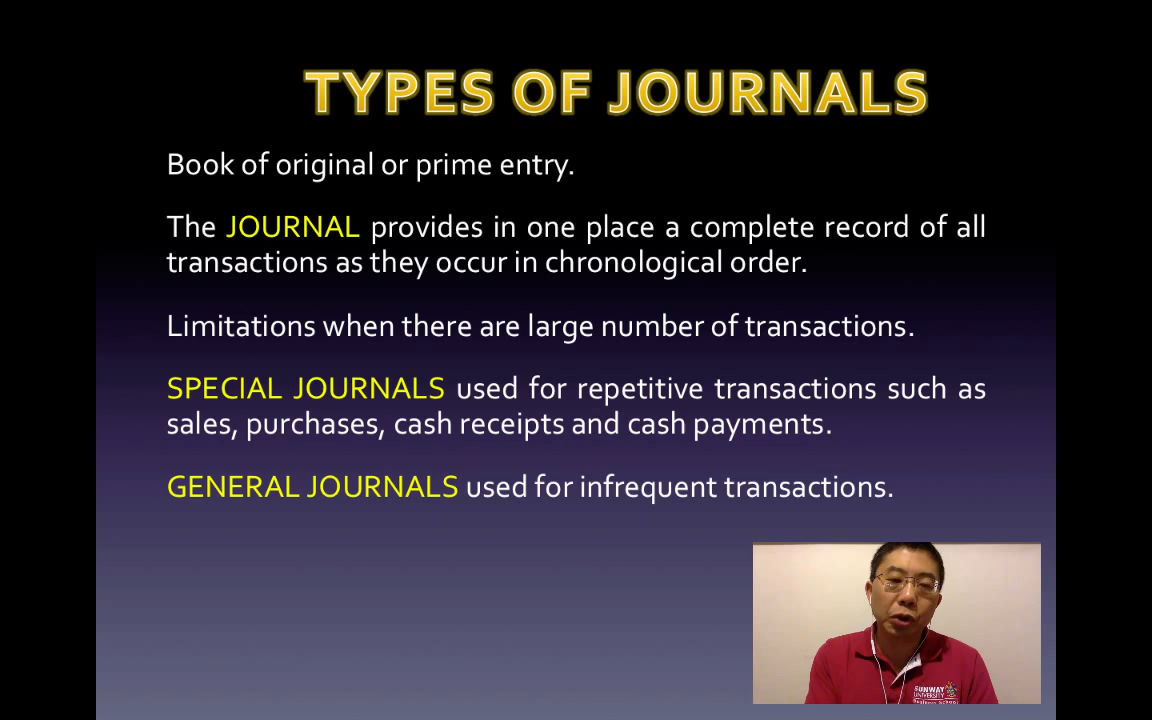 TYPES OF JOURNALS
Book of original or prime entry.
The JOURNAL provides in one place a complete record of all
transactions as they occur in chronological order.
Limitations when there are large number of transactions.
SPECIAL JOURNALS used for repetitive transactions such as
sales, purchases, cash receipts and cash payments.
GENERAL JOURNALS used for infrequent transactions.
SUNWAY
UNIVERSITY
Business School